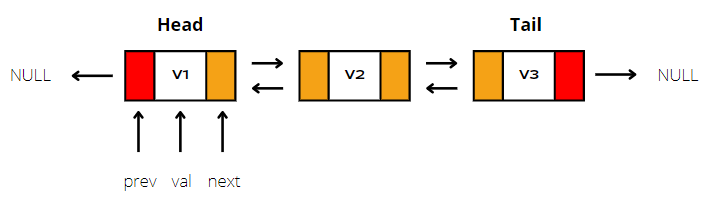 Head Tail
NULL V1 V2 V3 NULL
prev val next